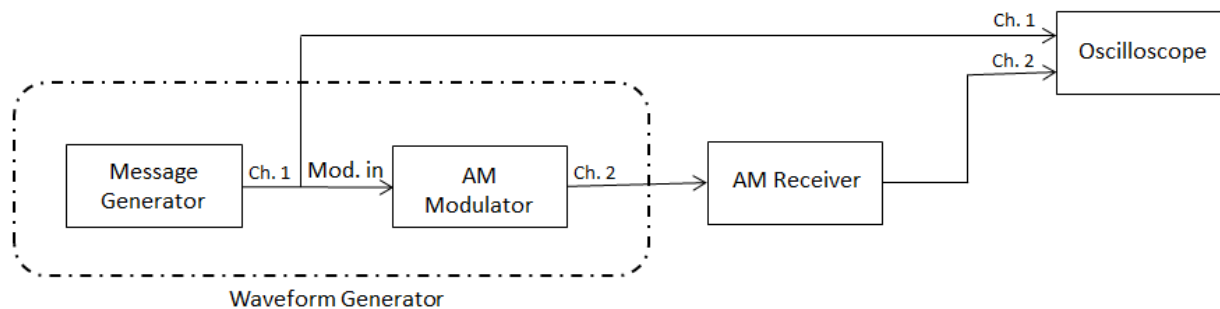 Ch. 1
Oscilloscope
Ch. 2
Message
Generator
Ch. 1
Mod. in
AM
Modulator
Ch. 2
AM Receiver
Waveform Generator